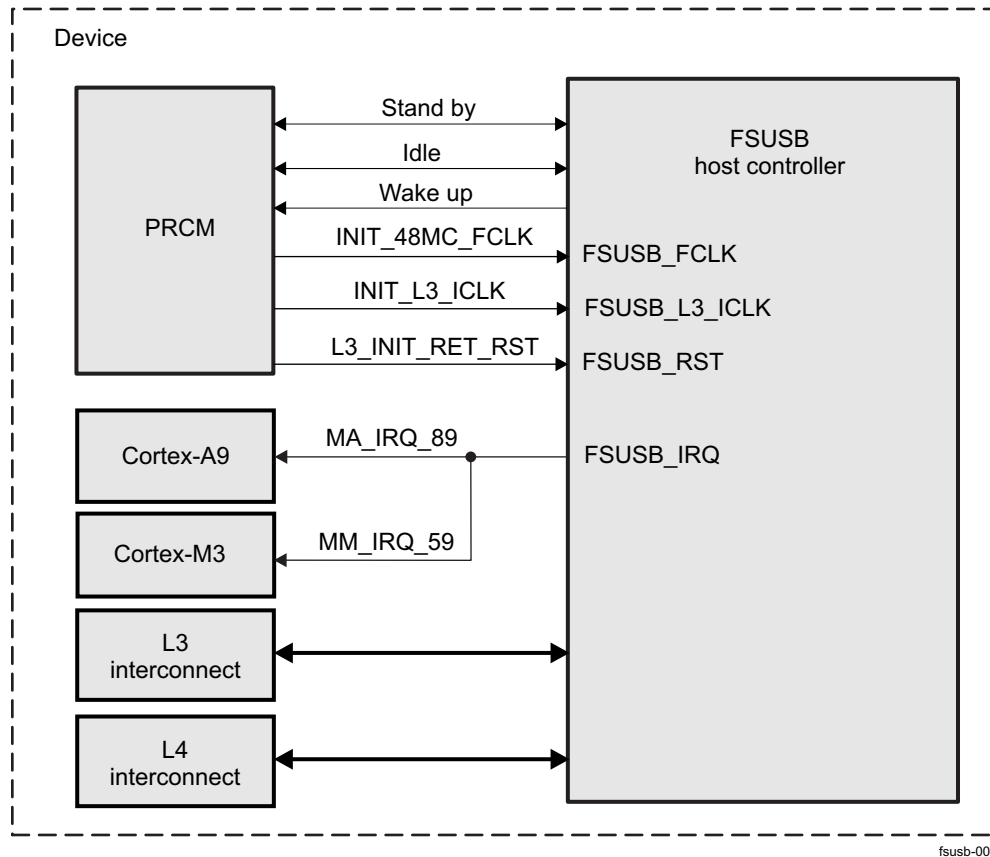 Device
Stand by
FSUSB
host controller
Idle
Wake up
PRCM
INIT_48MC_FCLK
FSUSB_FCLK
INIT_L3_ICLK
FSUSB_L3_ICLK
L3_INIT_RET_RST
FSUSB_RST
Cortex-A9
MA_IRQ_89
FSUSB_IRQ
Cortex-M3
MM_IRQ_59
L3
interconnect
L4
interconnect
fsusb-00